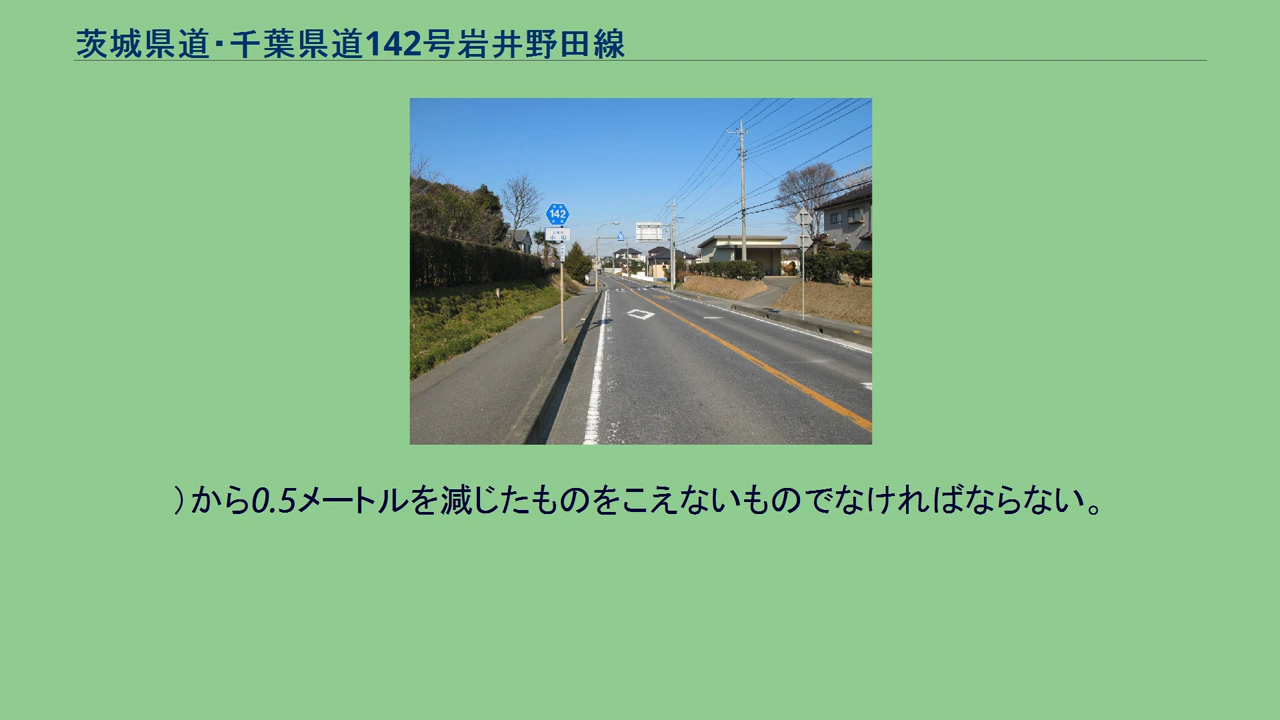 茨城県道・千葉県道142号岩井野田線
142
）から0.5メートルを減じたものをこえないものでなければならない。